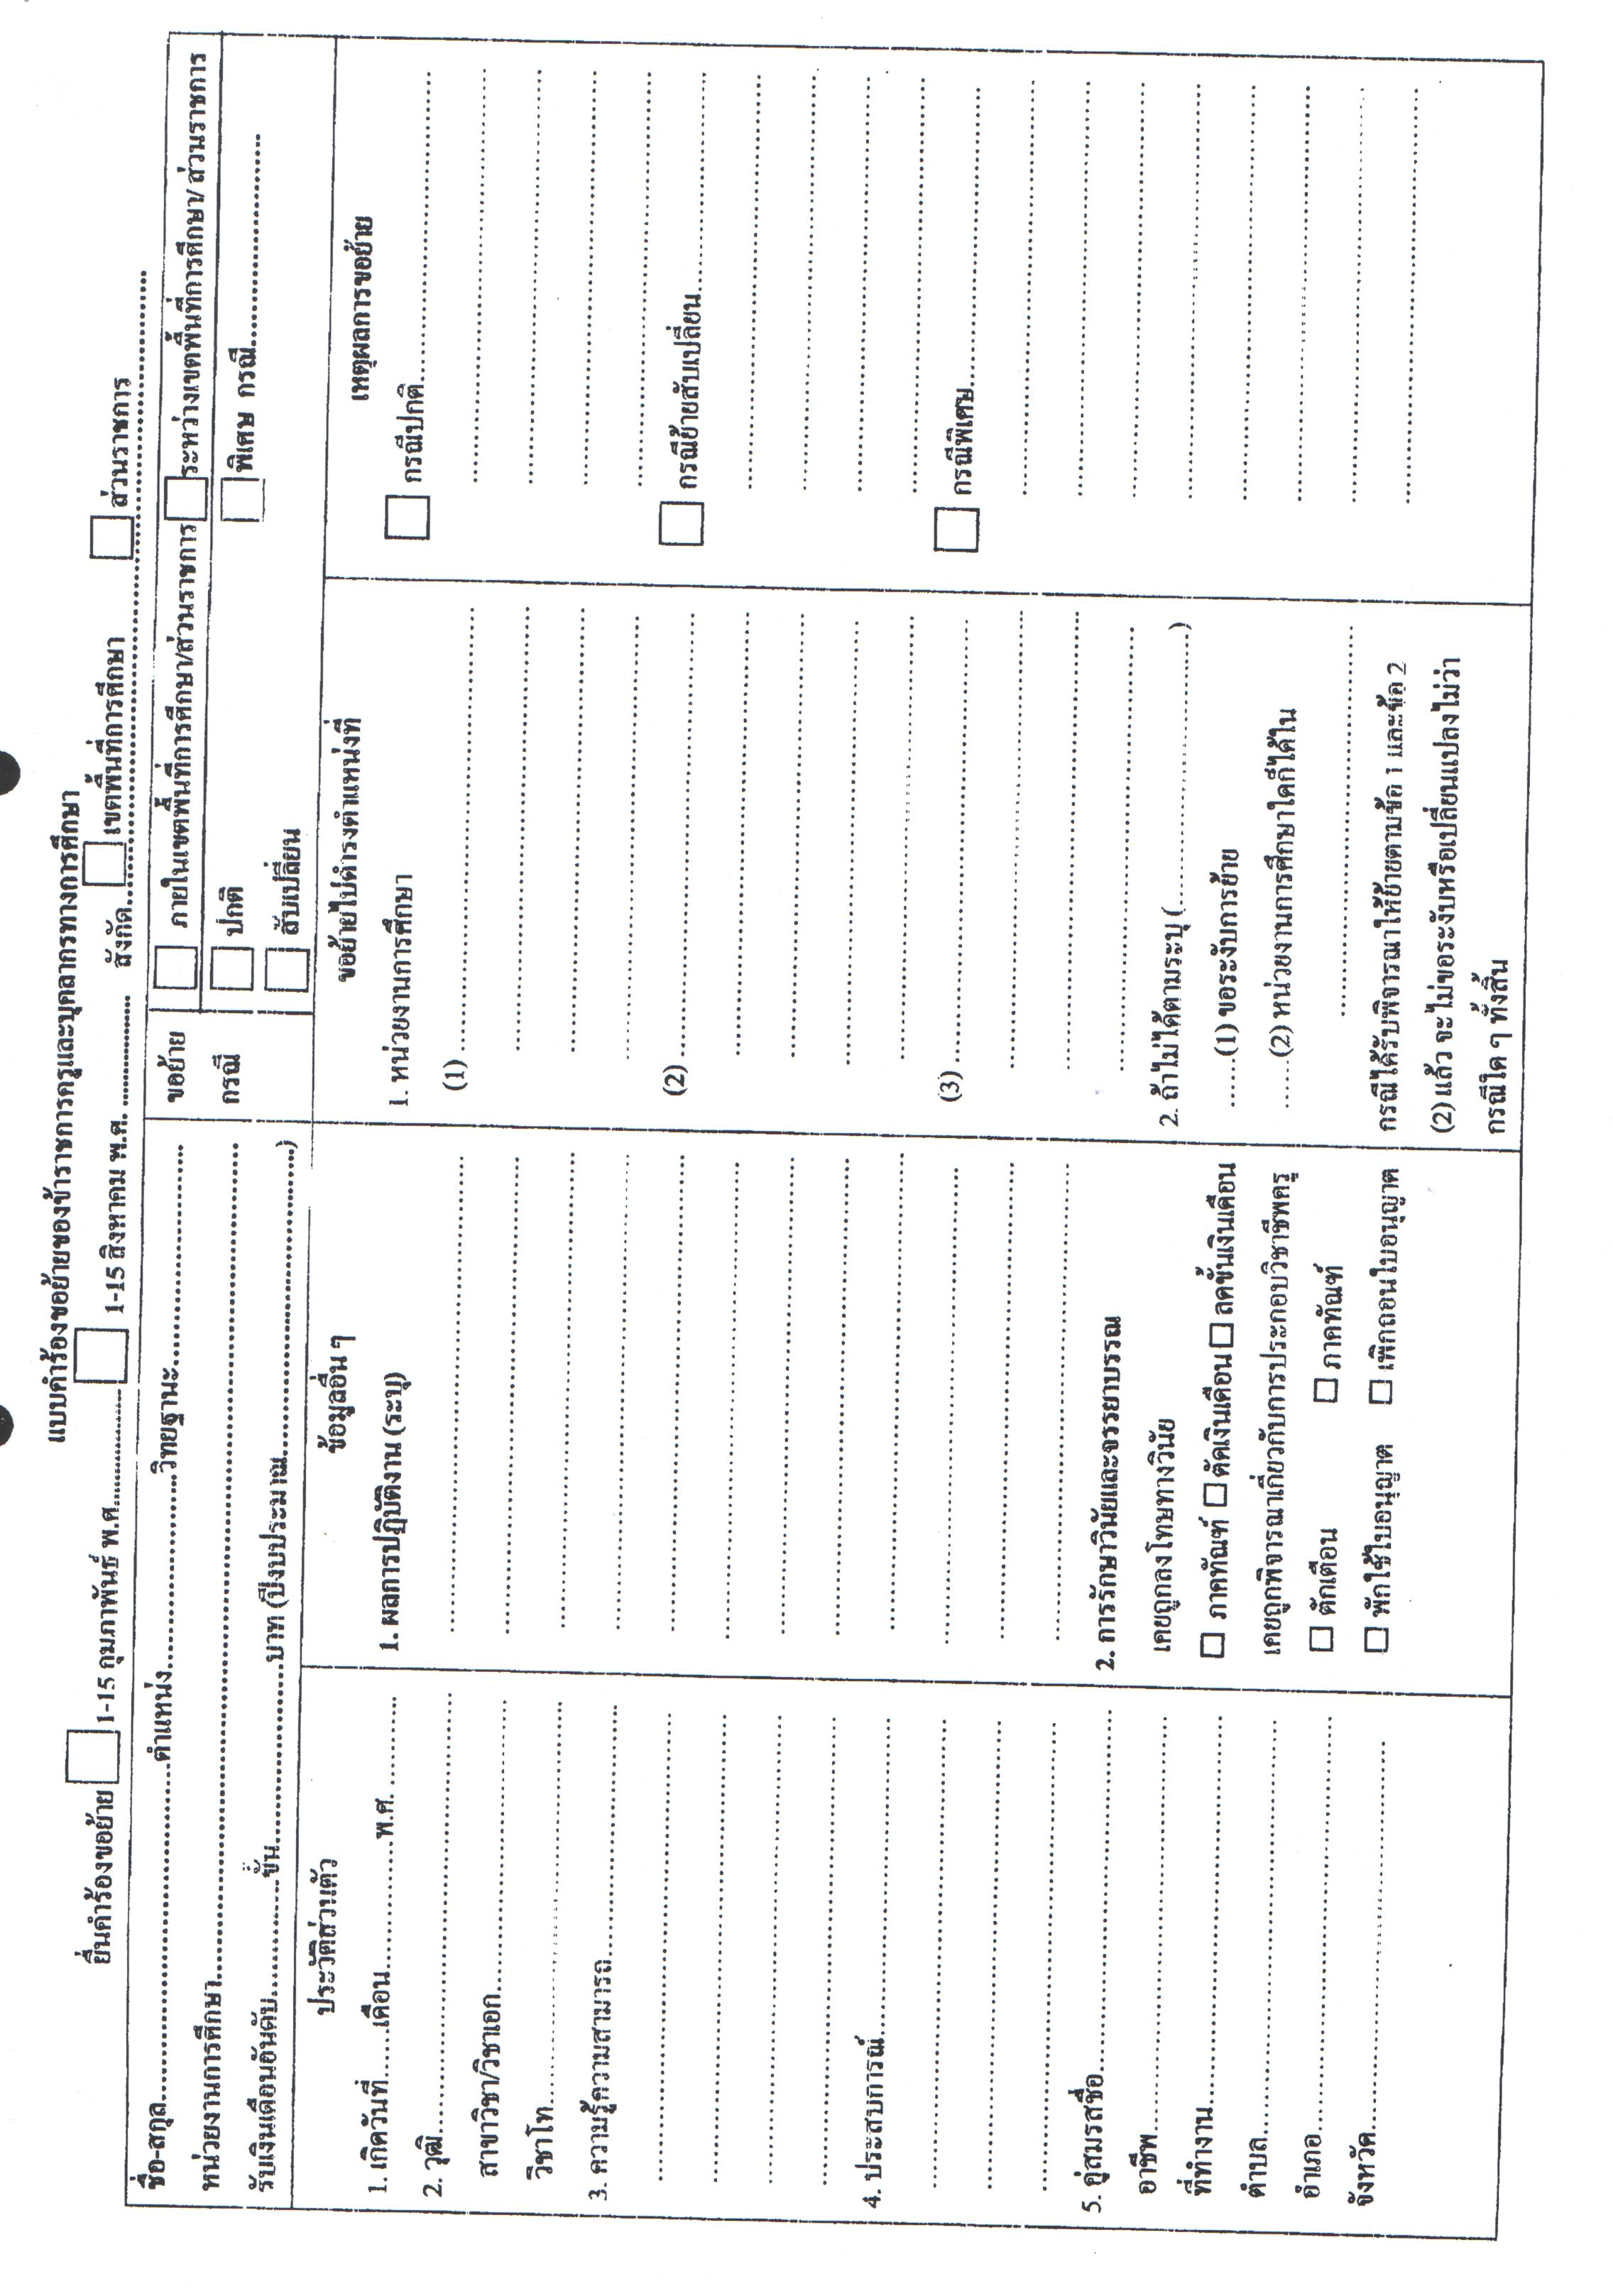 แบบคำร้องขอย้ายของข้าราชการครูและบุคลากรทางการศึกษา
ยื่นคำร้องขอย้าย 1-15 กุมภาพันธ์ พ.ศ............... 1-15 สิงหาคม พ.ศ. ............... สังกัด เขตพื้นที่การศึกษา ส่วนราชการ
ชื่อ-สกุล..............................ตำแหน่ง....................วิทยฐานะ....................
หน่วยงานการศึกษา..................................................
รับเงินเดือนอันดับ...............ขั้น....................บาท (ปีงบประมาณ..............................)
ขอย้าย ภายในเขตพื้นที่การศึกษา/ส่วนราชการ ระหว่างเขตพื้นที่การศึกษา/ ส่วนราชการ
กรณี ปกติ พิเศษ กรณี....................
สับเปลี่ยน
ประวัติส่วนตัว
1. เกิดวันที่.......เดือน...............พ.ศ. ..........
2. วุฒิ..............................
สาขาวิชา/วิชาเอก....................
วิชาโท..............................
3. ความรู้ความสามารถ....................
4. ประสบการณ์....................
5. คู่สมรสชื่อ....................
อาชีพ..............................
ที่ทำงาน..............................
ตำบล..............................
อำเภอ..............................
จังหวัด..............................
ข้อมูลอื่น ๆ
1. ผลการปฏิบัติงาน (ระบุ)
2. การรักษาวินัยและจรรยาบรรณ
เคยถูกลงโทษทางวินัย
ภาคทัณฑ์ ตัดเงินเดือน ลดขั้นเงินเดือน
เคยถูกพิจารณาเกี่ยวกับการประกอบวิชาชีพครู
ตักเตือน ภาคทัณฑ์
พักใช้ใบอนุญาต เพิกถอนใบอนุญาต
ขอย้ายไปดำรงตำแหน่งที่
1. หน่วยงานการศึกษา
(1) ..............................
(2) ..............................
(3) ..............................
2. ถ้าไม่ได้ตามระบุ (..............................)
......(1) ขอระงับการย้าย
......(2) หน่วยงานการศึกษาใดก็ได้ใน
..............................
กรณีได้รับพิจารณาให้ย้ายตามข้อ 1 และข้อ 2
(2) แล้ว จะไม่ขอระงับหรือเปลี่ยนแปลงไม่ว่า
กรณีใด ๆ ทั้งสิ้น
เหตุผลการขอย้าย
กรณีปกติ..............................
กรณีย้ายสับเปลี่ยน....................
กรณีพิเศษ..............................